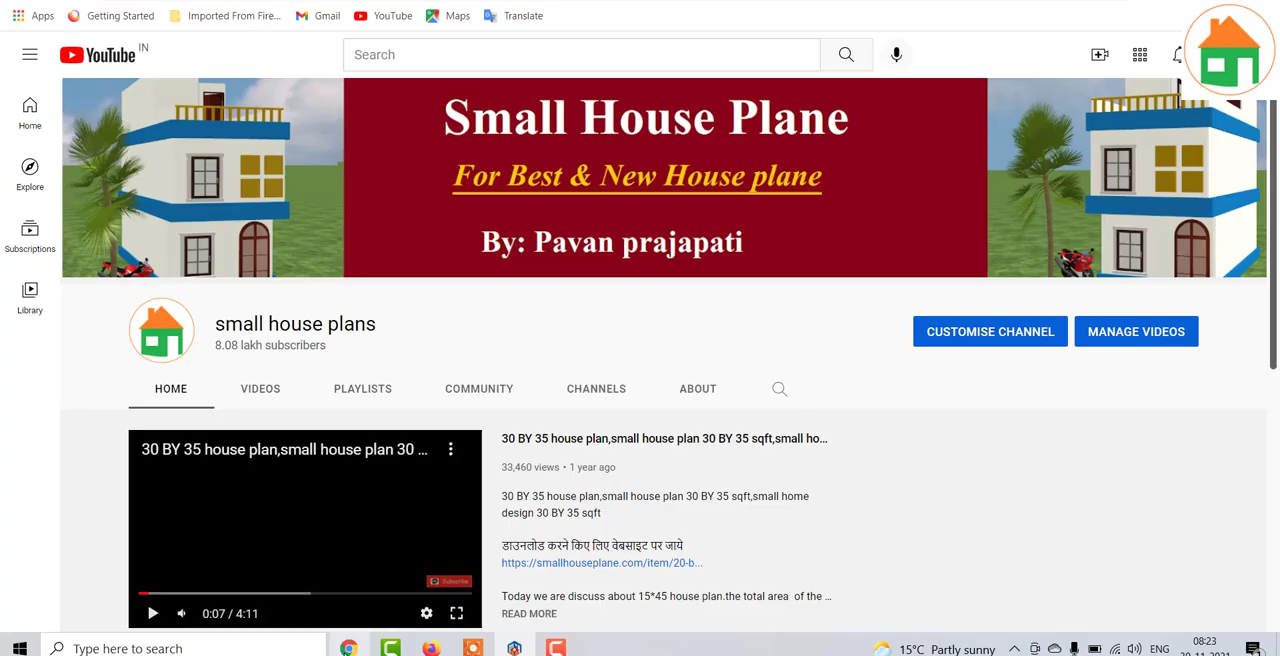 Apps Getting Started Imported From Fire... Gmail YouTube Maps Translate
YouTube IN
Search
Home
Explore
Subscriptions
Library
Small House Plane
For Best & New House plane
By: Pavan prajapati
small house plans
8.08 lakh subscribers
CUSTOMISE CHANNEL MANAGE VIDEOS
HOME VIDEOS PLAYLISTS COMMUNITY CHANNELS ABOUT
30 BY 35 house plan,small house plan 30 ...
Subscribe
0:07 / 4:11
30 BY 35 house plan,small house plan 30 BY 35 sqft,small ho...
33,460 views • 1 year ago
30 BY 35 house plan,small house plan 30 BY 35 sqft,small home
design 30 BY 35 sqft
डाउनलोड करने किए लिए वेबसाइट पर जाये
https://smallhouseplane.com/item/20-b...
Today we are discuss about 15*45 house plan.the total area of the ...
READ MORE
Type here to search
15°C Partly sunny
ENG
08:23
20-11-2021